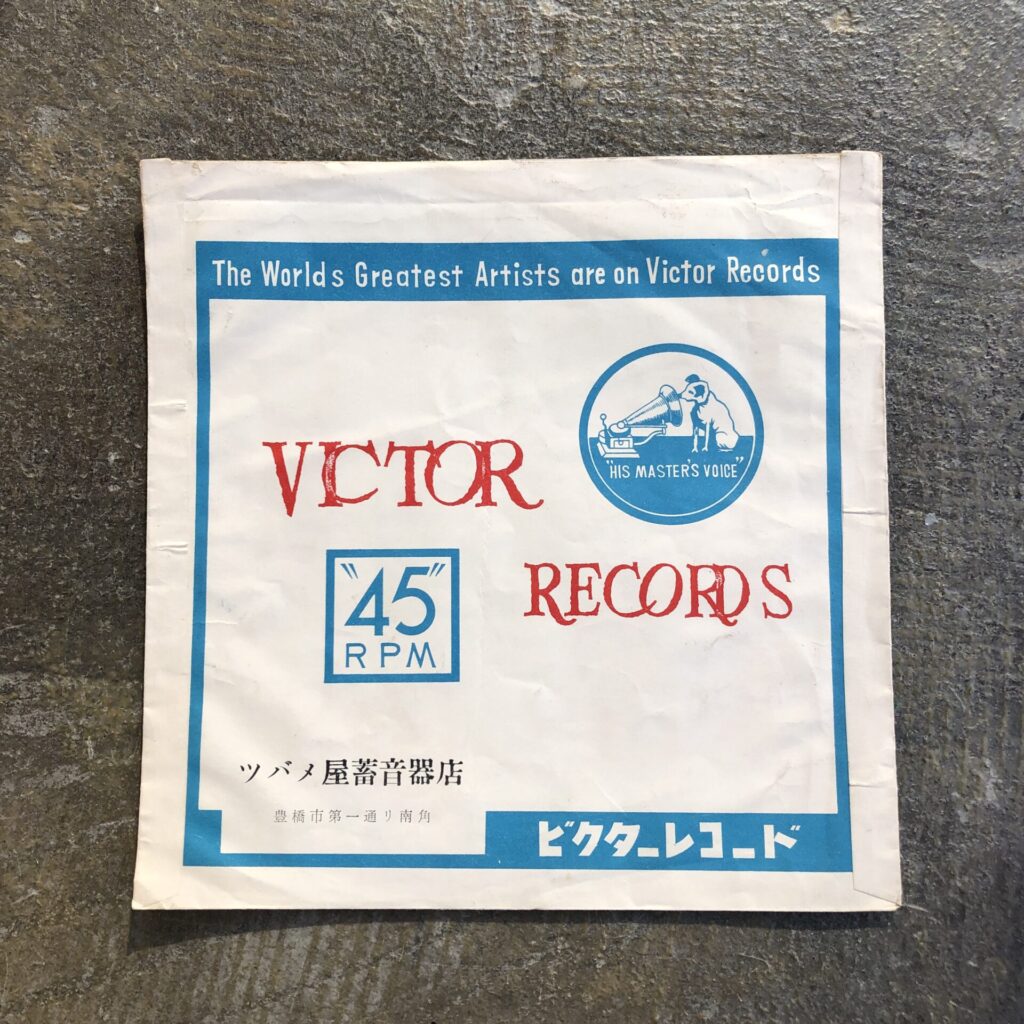 The Worlds Greatest Artists are on Victor Records
VICTOR
"HIS MASTER'S VOICE"
"45"
RPM
RECORDS
ツバメ屋蓄音器店
豊橋市第一通リ南角
ビクターレコード